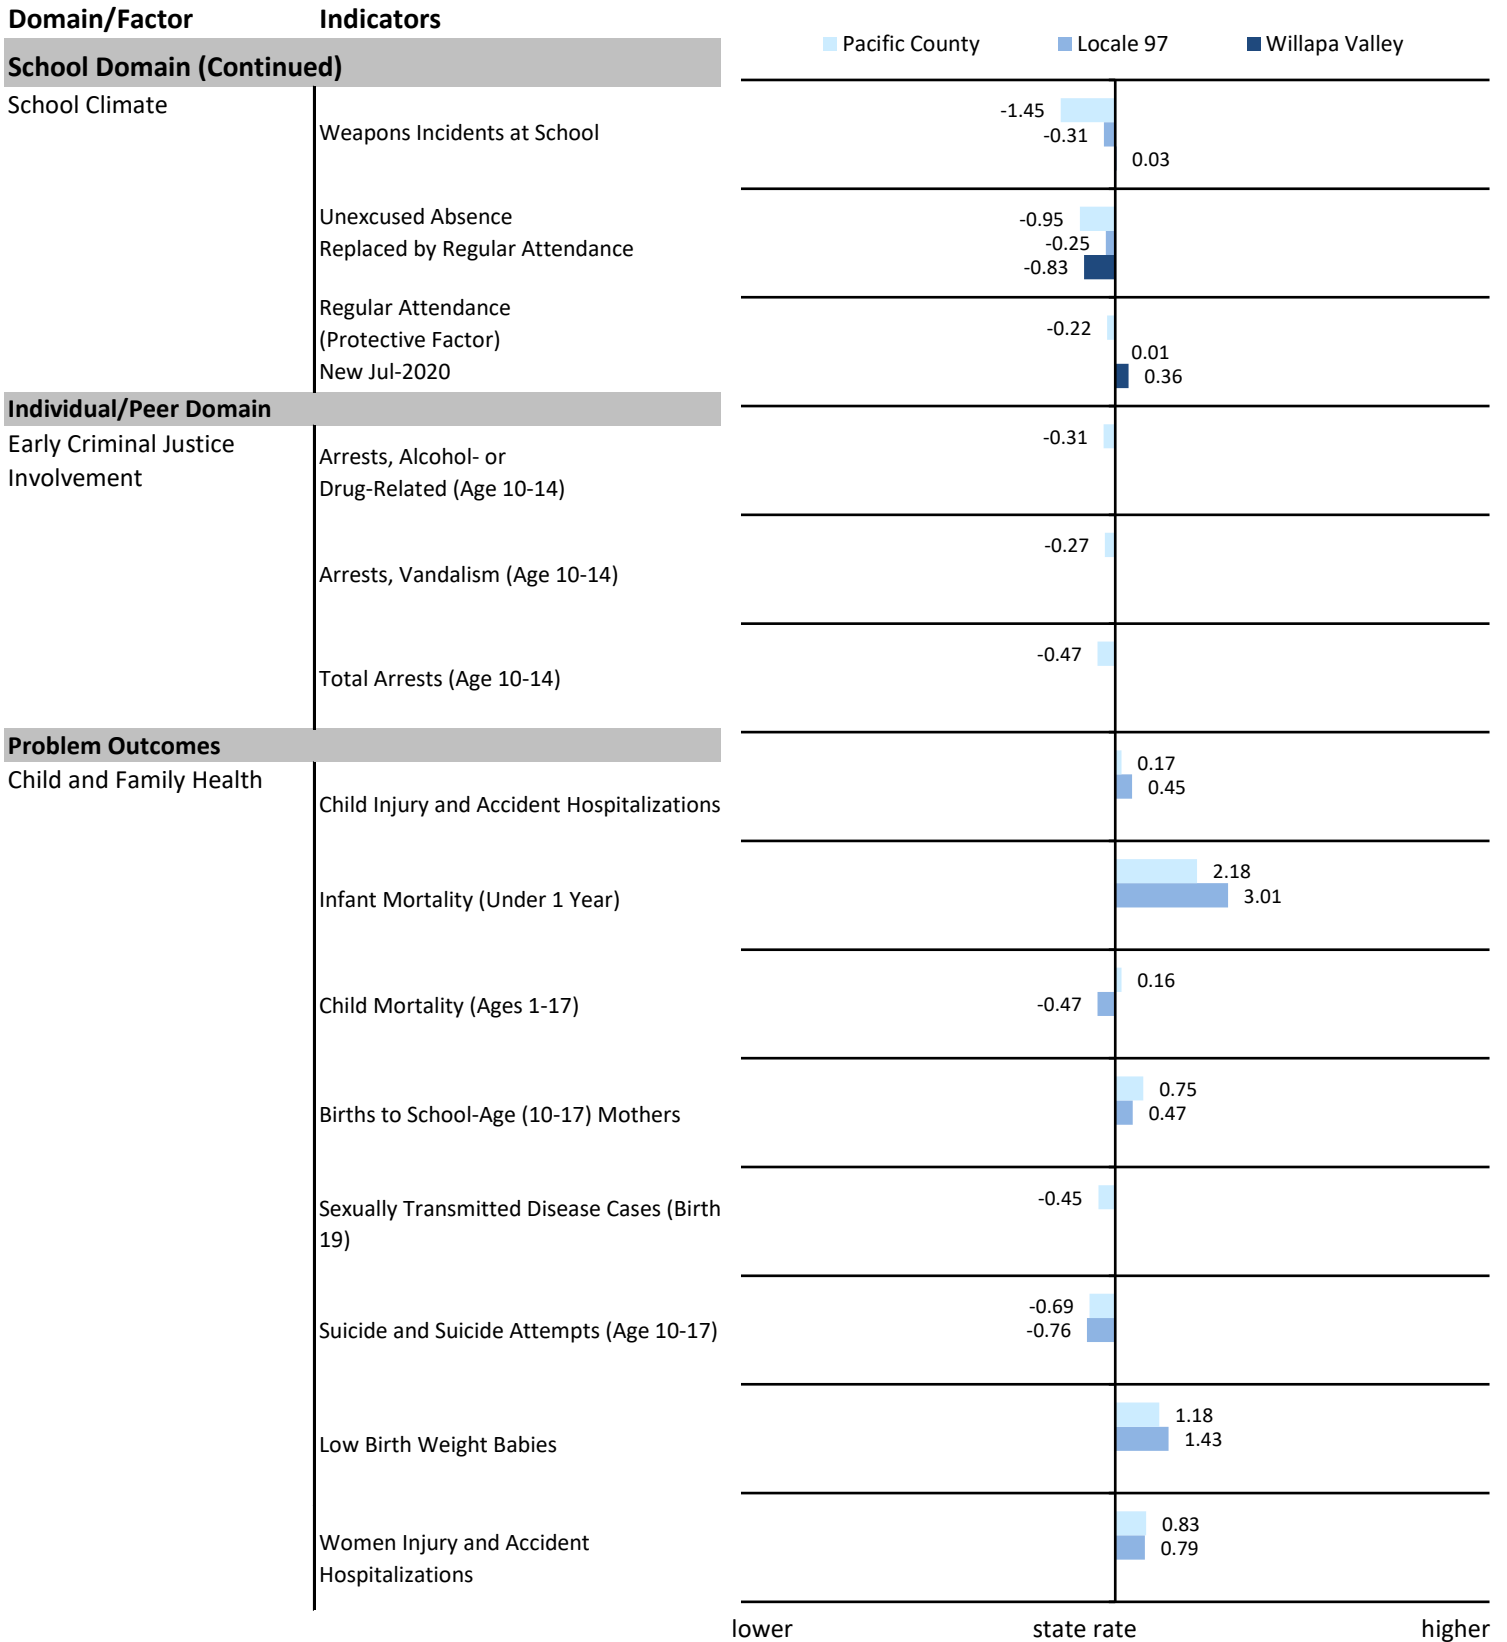 Domain/Factor Indicators
Pacific County Locale 97 Willapa Valley
School Domain (Continued)
School Climate
Weapons Incidents at School
-1.45
-0.31
0.03
Unexcused Absence
Replaced by Regular Attendance
-0.95
-0.25
-0.83
Regular Attendance
(Protective Factor)
New Jul-2020
-0.22
0.01
0.36
Individual/Peer Domain
Early Criminal Justice
Involvement
Arrests, Alcohol- or
Drug-Related (Age 10-14)
-0.31
Arrests, Vandalism (Age 10-14)
-0.27
Total Arrests (Age 10-14)
-0.47
Problem Outcomes
Child and Family Health
Child Injury and Accident Hospitalizations
0.17
0.45
Infant Mortality (Under 1 Year)
2.18
3.01
Child Mortality (Ages 1-17)
0.16
-0.47
Births to School-Age (10-17) Mothers
0.75
0.47
Sexually Transmitted Disease Cases (Birth
19)
-0.45
Suicide and Suicide Attempts (Age 10-17)
-0.69
-0.76
Low Birth Weight Babies
1.18
1.43
Women Injury and Accident
Hospitalizations
0.83
0.79
lower state rate higher